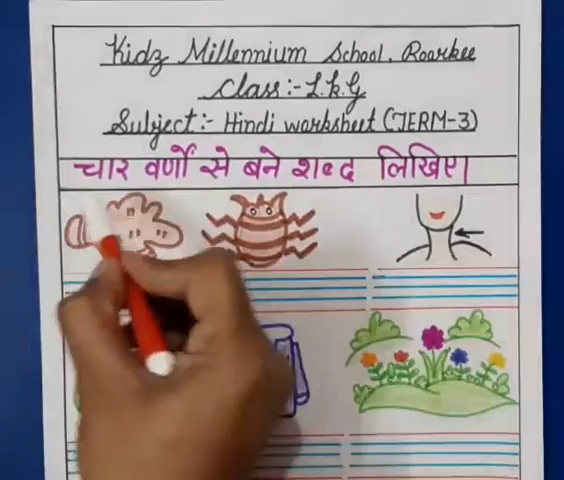 Kidz Millennium School, Roorkee
Class:- L.K.G
Subject:- Hindi worksheet (TERM-3)
चार वर्णों से बने शब्द लिखिए।